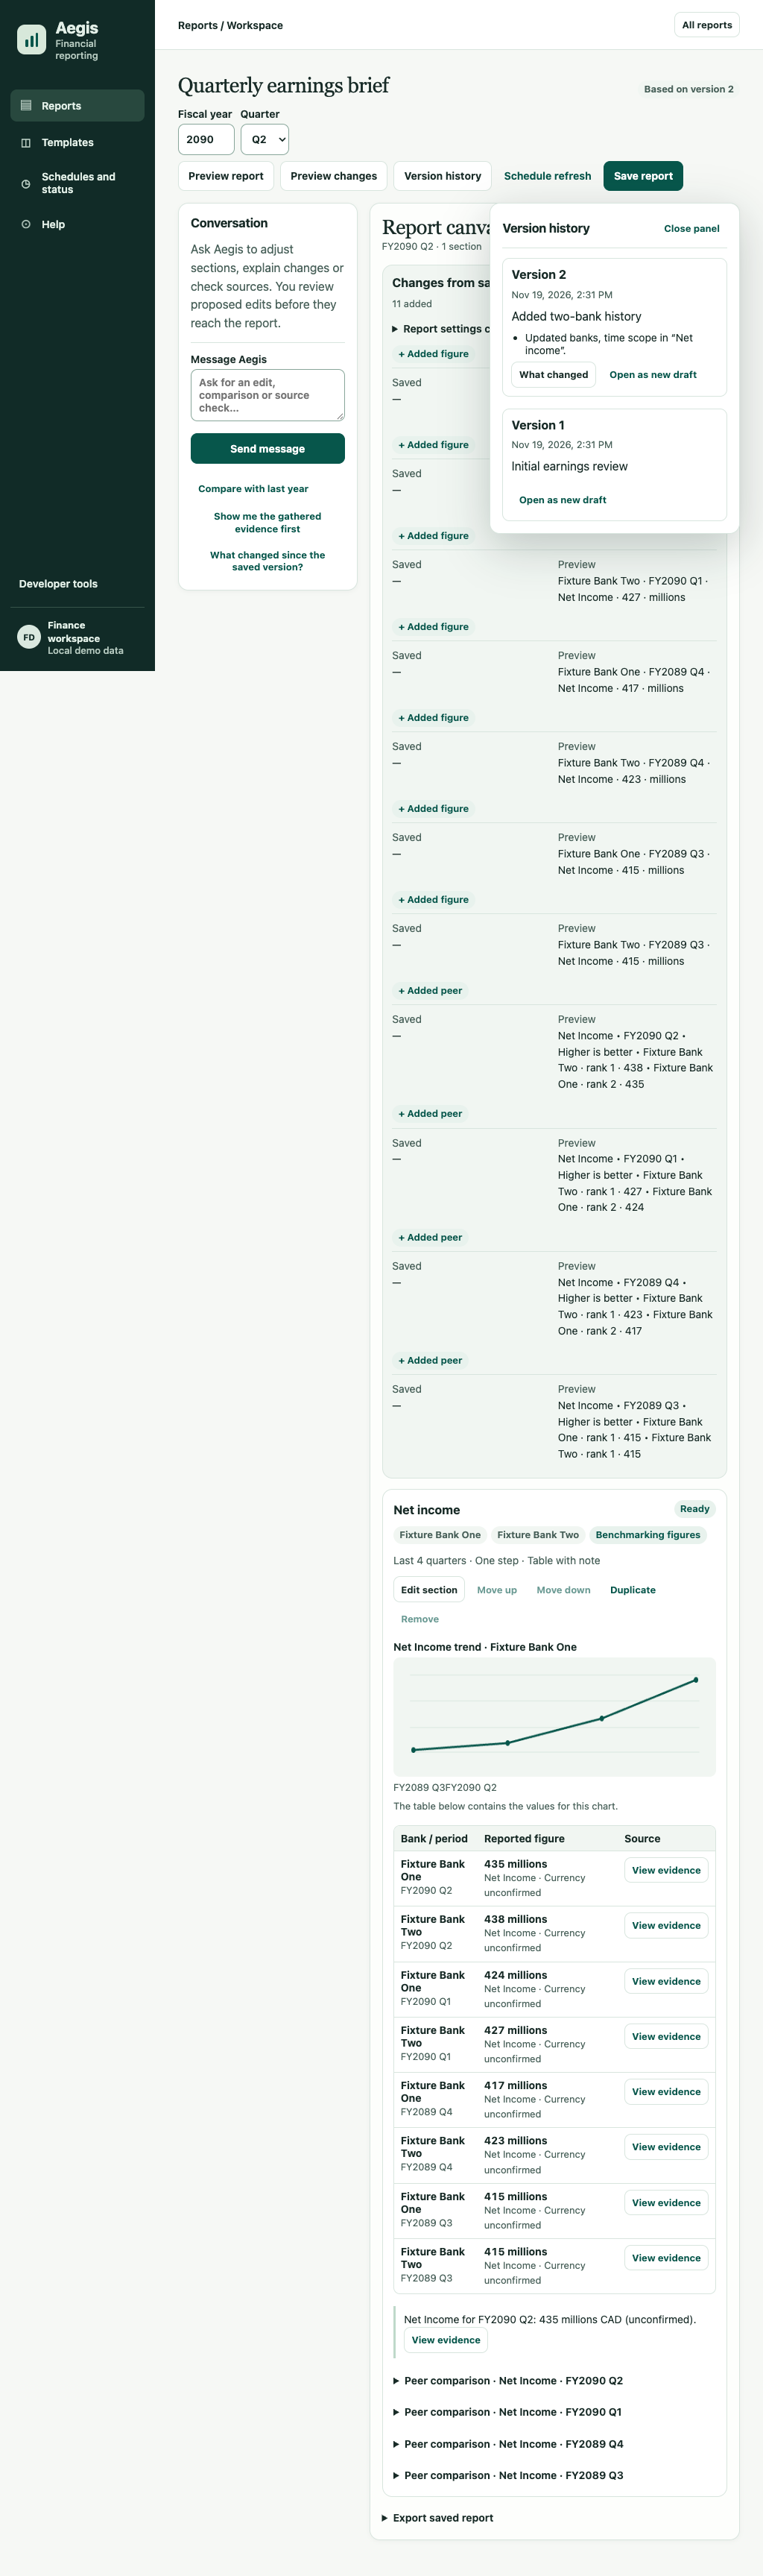 Aegis
Financial
reporting
Reports
Templates
Schedules and
status
Help
Developer tools
FD
Finance
workspace
Local demo data
Reports / Workspace
All reports
Quarterly earnings brief
Based on version 2
Fiscal year
Quarter
2090
Q2
Preview report
Preview changes
Version history
Schedule refresh
Save report
Conversation
Ask Aegis to adjust
sections, explain changes or
check sources. You review
proposed edits before they
reach the report.
Message Aegis
Ask for an edit,
comparison or source
check...
Send message
Compare with last year
Show me the gathered
evidence first
What changed since the
saved version?
Report canva
FY2090 Q2 · 1 section
Changes from sa
11 added
Report settings c
+ Added figure
Saved
—
+ Added figure
Saved
—
Version history
Close panel
Version 2
Nov 19, 2026, 2:31 PM
Added two-bank history
• Updated banks, time scope in “Net
income”.
What changed
Open as new draft
Version 1
Nov 19, 2026, 2:31 PM
Initial earnings review
Open as new draft
+ Added figure
Saved
—
Preview
Fixture Bank Two · FY2090 Q1 ·
Net Income · 427 · millions
+ Added figure
Saved
—
Preview
Fixture Bank One · FY2089 Q4 ·
Net Income · 417 · millions
+ Added figure
Saved
—
Preview
Fixture Bank Two · FY2089 Q4 ·
Net Income · 423 · millions
+ Added figure
Saved
—
Preview
Fixture Bank One · FY2089 Q3 ·
Net Income · 415 · millions
+ Added figure
Saved
—
Preview
Fixture Bank Two · FY2089 Q3 ·
Net Income · 415 · millions
+ Added peer
Saved
—
Preview
Net Income • FY2090 Q2 •
Higher is better • Fixture Bank
Two · rank 1 · 438 • Fixture Bank
One · rank 2 · 435
+ Added peer
Saved
—
Preview
Net Income • FY2090 Q1 •
Higher is better • Fixture Bank
Two · rank 1 · 427 • Fixture Bank
One · rank 2 · 424
+ Added peer
Saved
—
Preview
Net Income • FY2089 Q4 •
Higher is better • Fixture Bank
Two · rank 1 · 423 • Fixture Bank
One · rank 2 · 417
+ Added peer
Saved
—
Preview
Net Income • FY2089 Q3 •
Higher is better • Fixture Bank
One · rank 1 · 415 • Fixture Bank
Two · rank 1 · 415
Net income
Ready
Fixture Bank One
Fixture Bank Two
Benchmarking figures
Last 4 quarters · One step · Table with note
Edit section
Move up
Move down
Duplicate
Remove
Net Income trend · Fixture Bank One
FY2089 Q3FY2090 Q2
The table below contains the values for this chart.
Bank / period
Reported figure
Source
Fixture Bank
One
FY2090 Q2
435 millions
Net Income · Currency
unconfirmed
View evidence
Fixture Bank
Two
FY2090 Q2
438 millions
Net Income · Currency
unconfirmed
View evidence
Fixture Bank
One
FY2090 Q1
424 millions
Net Income · Currency
unconfirmed
View evidence
Fixture Bank
Two
FY2090 Q1
427 millions
Net Income · Currency
unconfirmed
View evidence
Fixture Bank
One
FY2089 Q4
417 millions
Net Income · Currency
unconfirmed
View evidence
Fixture Bank
Two
FY2089 Q4
423 millions
Net Income · Currency
unconfirmed
View evidence
Fixture Bank
One
FY2089 Q3
415 millions
Net Income · Currency
unconfirmed
View evidence
Fixture Bank
Two
FY2089 Q3
415 millions
Net Income · Currency
unconfirmed
View evidence
Net Income for FY2090 Q2: 435 millions CAD (unconfirmed).
View evidence
Peer comparison · Net Income · FY2090 Q2
Peer comparison · Net Income · FY2090 Q1
Peer comparison · Net Income · FY2089 Q4
Peer comparison · Net Income · FY2089 Q3
Export saved report